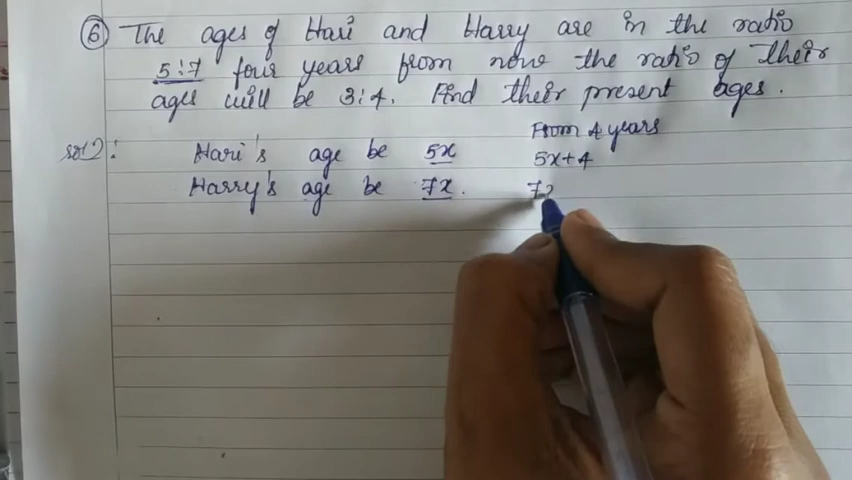 6 The ages of Hari and Harry are in the ratio
5:7 four years from now the ratio of their
ages will be 3:4. Find their present ages.
From 4 years
Sol: Hari's age be 5x 5x+4
Harry's age be 7x. 7x